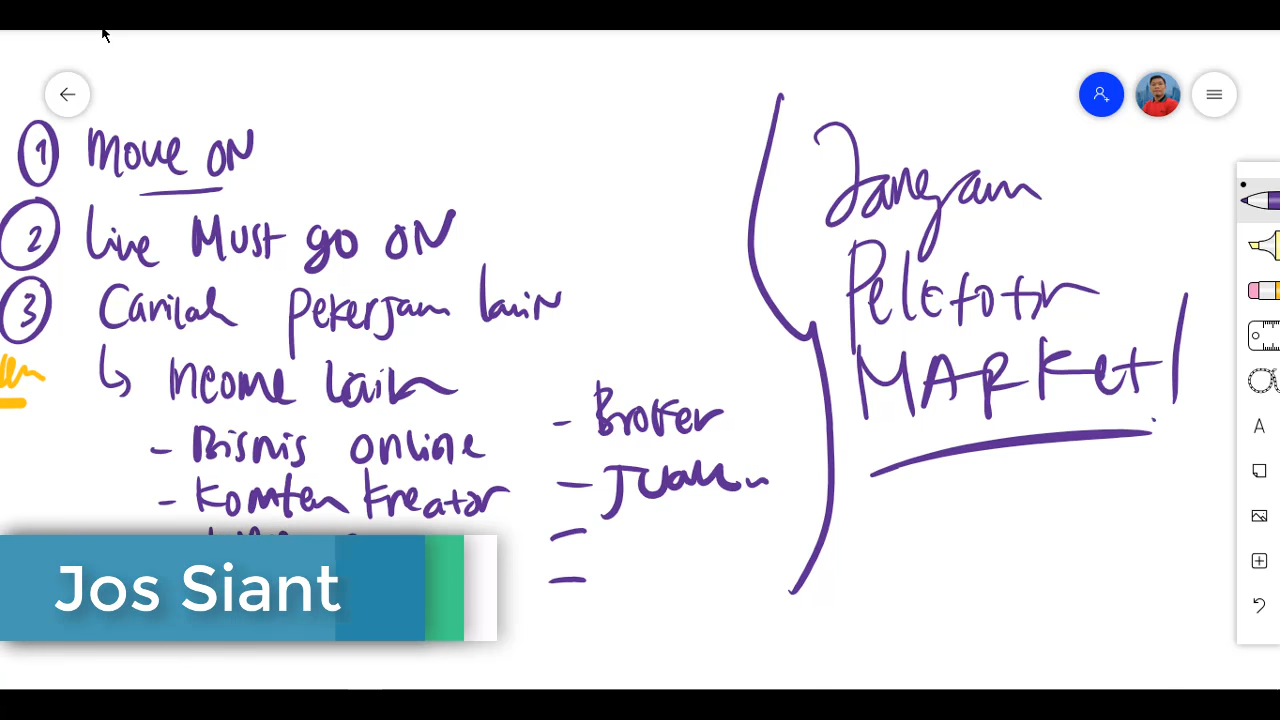 1 Move ON
2 Live Must go ON
3 Carilah Pekerjaan lain
Income lain
- Bisnis online
- Konten kreator
- Broker
- Jualan
Jangan
Pelototin
MARKET!
Jos Siant